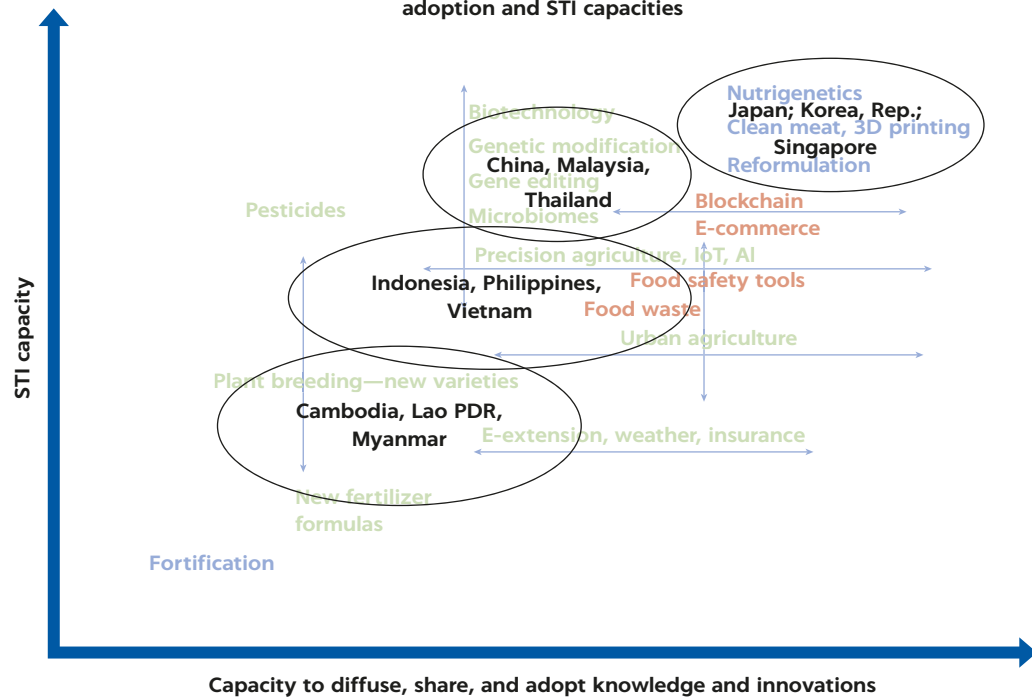 adoption and STI capacities
Nutrigenetics
Japan; Korea, Rep.;
Clean meat, 3D printing
Singapore
Reformulation
Biotechnology
Genetic modification
China, Malaysia,
Gene editing
Thailand
Microbiomes
Pesticides
Blockchain
E-commerce
Precision agriculture, IoT, AI
Indonesia, Philippines,
Vietnam
Food safety tools
Food waste
Urban agriculture
Plant breeding—new varieties
Cambodia, Lao PDR,
Myanmar
E-extension, weather, insurance
New fertilizer
formulas
Fortification
STI capacity
Capacity to diffuse, share, and adopt knowledge and innovations